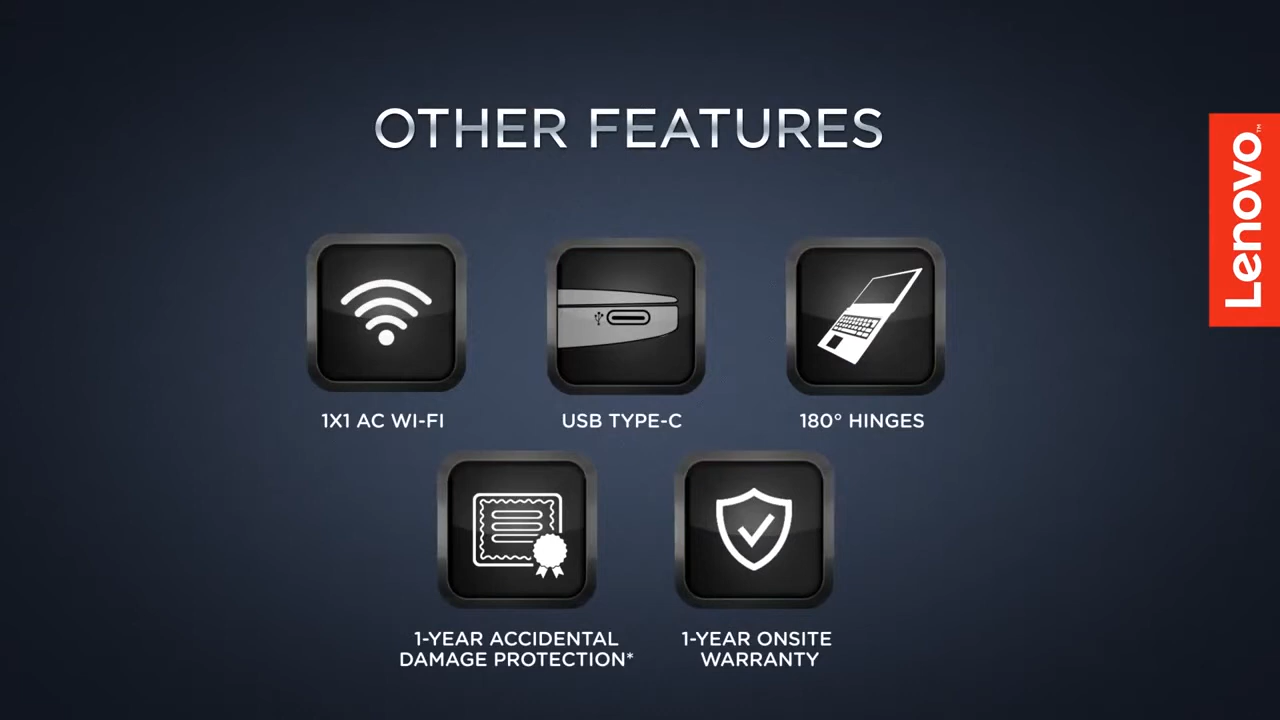 OTHER FEATURES
Lenovo™
1X1 AC WI-FI
USB TYPE-C
180° HINGES
1-YEAR ACCIDENTAL
DAMAGE PROTECTION*
1-YEAR ONSITE
WARRANTY